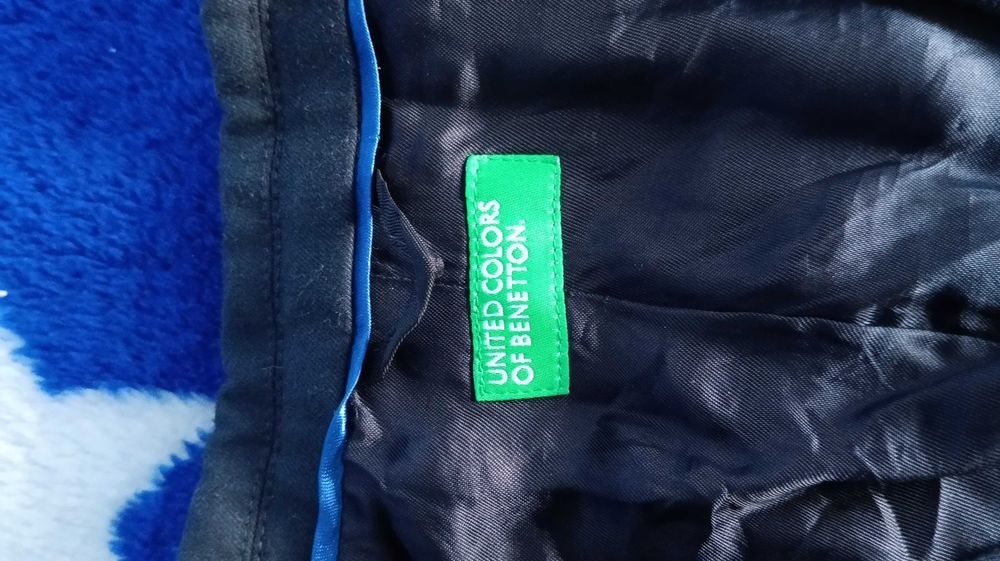 UNITED COLORS
OF BENETTON.